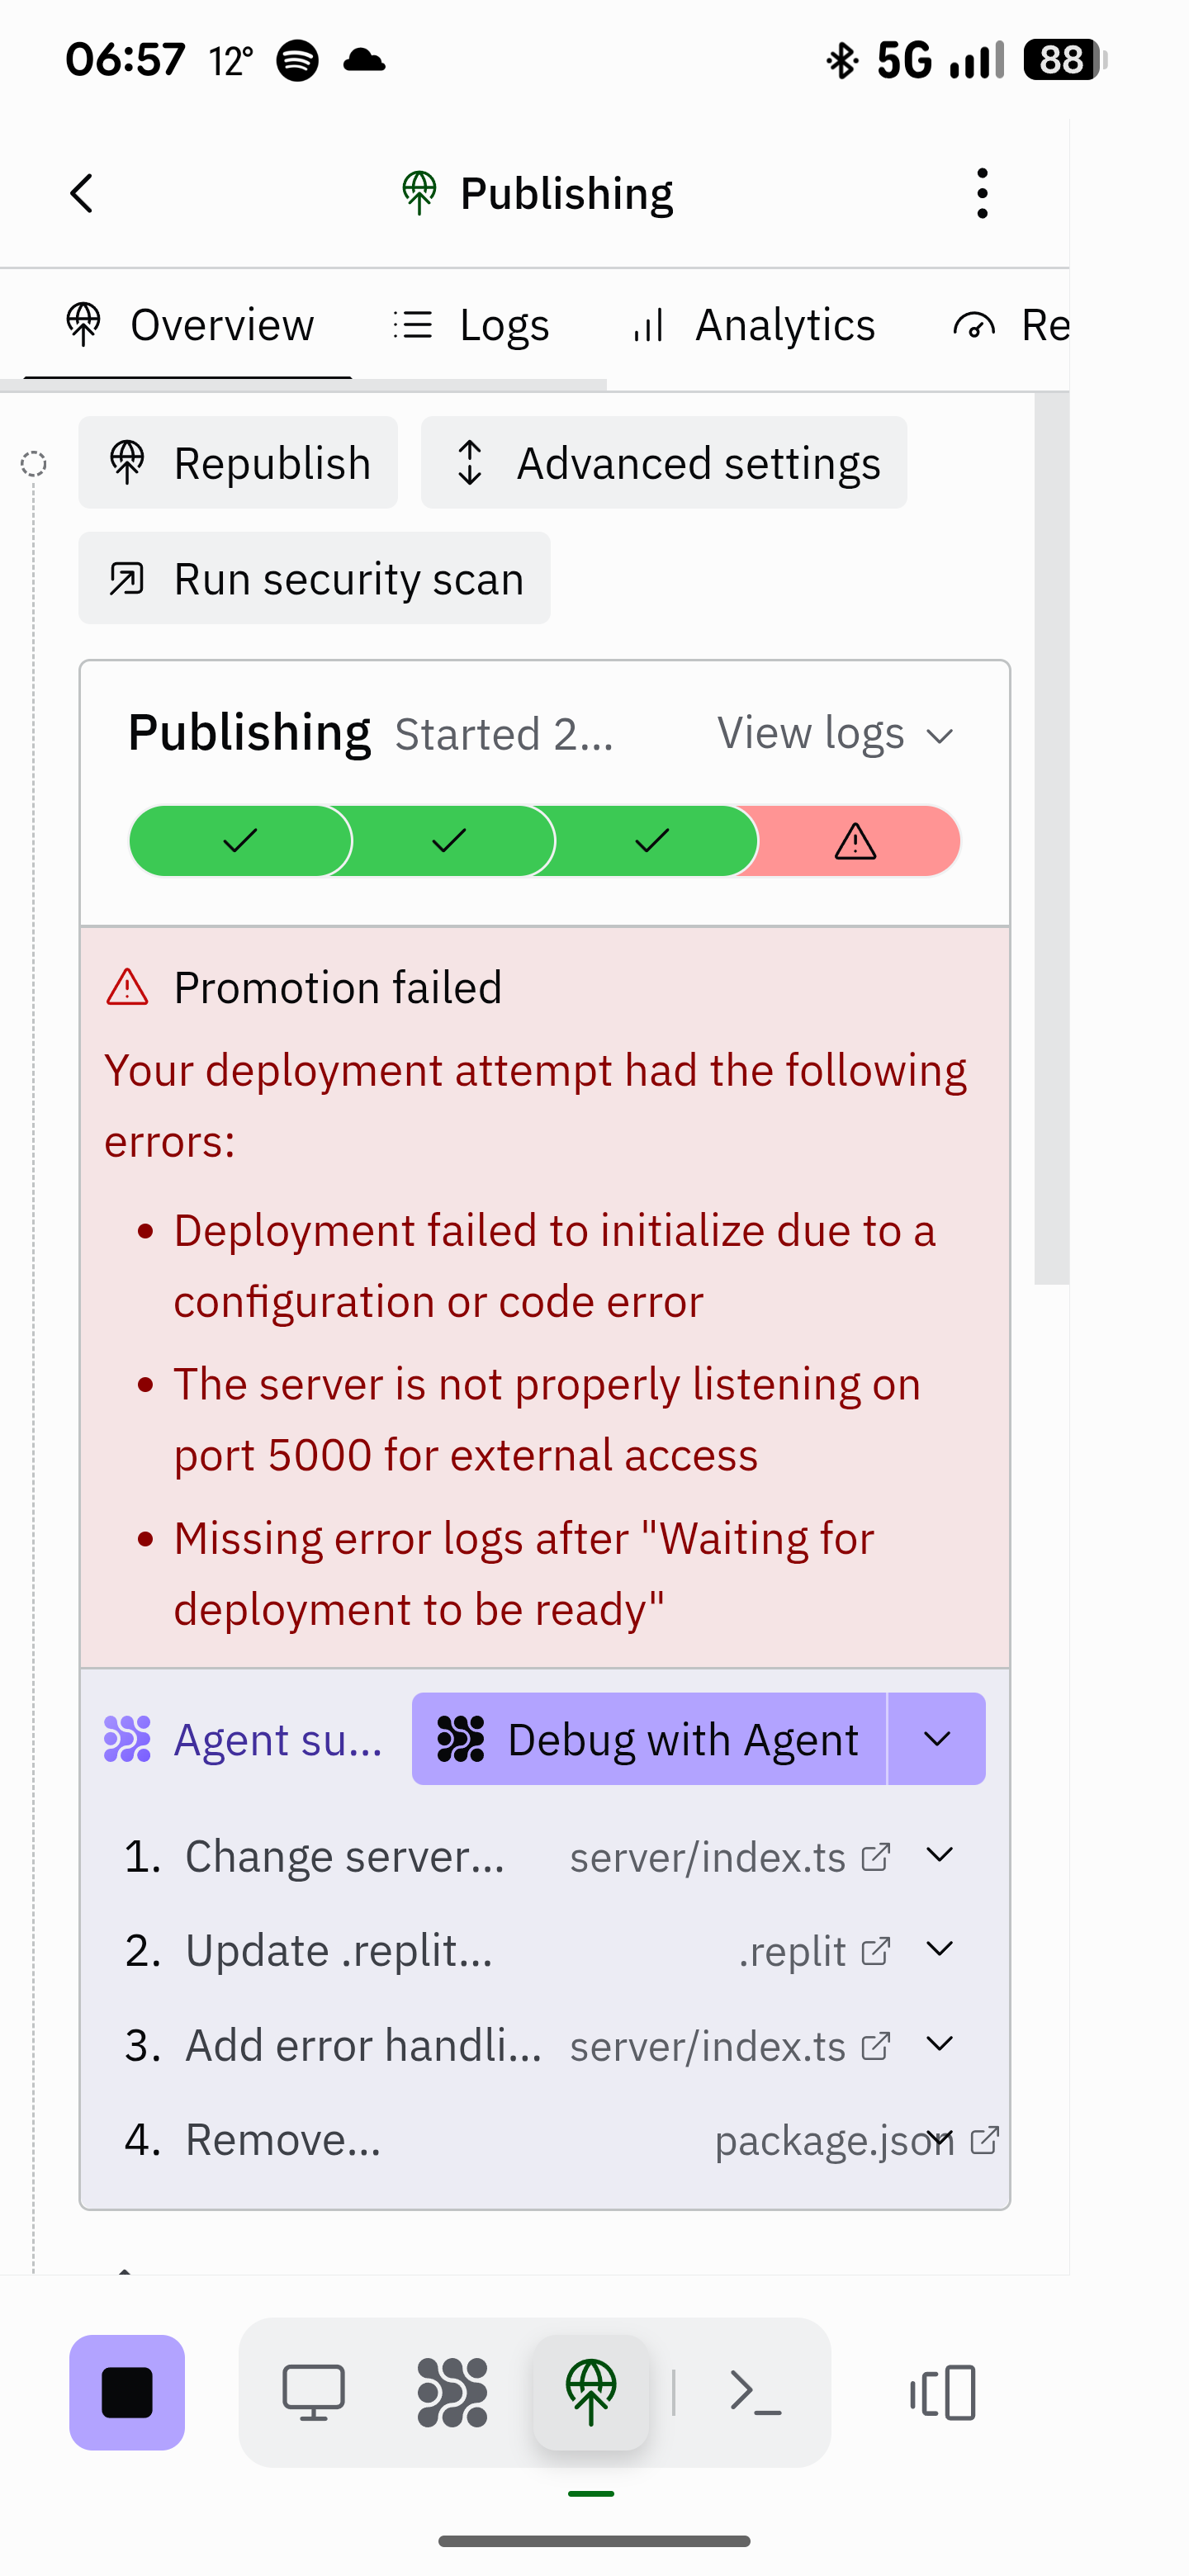 06:57 12° 5G 88
Publishing
Overview Logs Analytics Re
Republish Advanced settings
Run security scan
Publishing Started 2... View logs
Promotion failed
Your deployment attempt had the following
errors:
• Deployment failed to initialize due to a
configuration or code error
• The server is not properly listening on
port 5000 for external access
• Missing error logs after "Waiting for
deployment to be ready"
Agent su... Debug with Agent
1. Change server... server/index.ts
2. Update .replit... .replit
3. Add error handli... server/index.ts
4. Remove... package.json